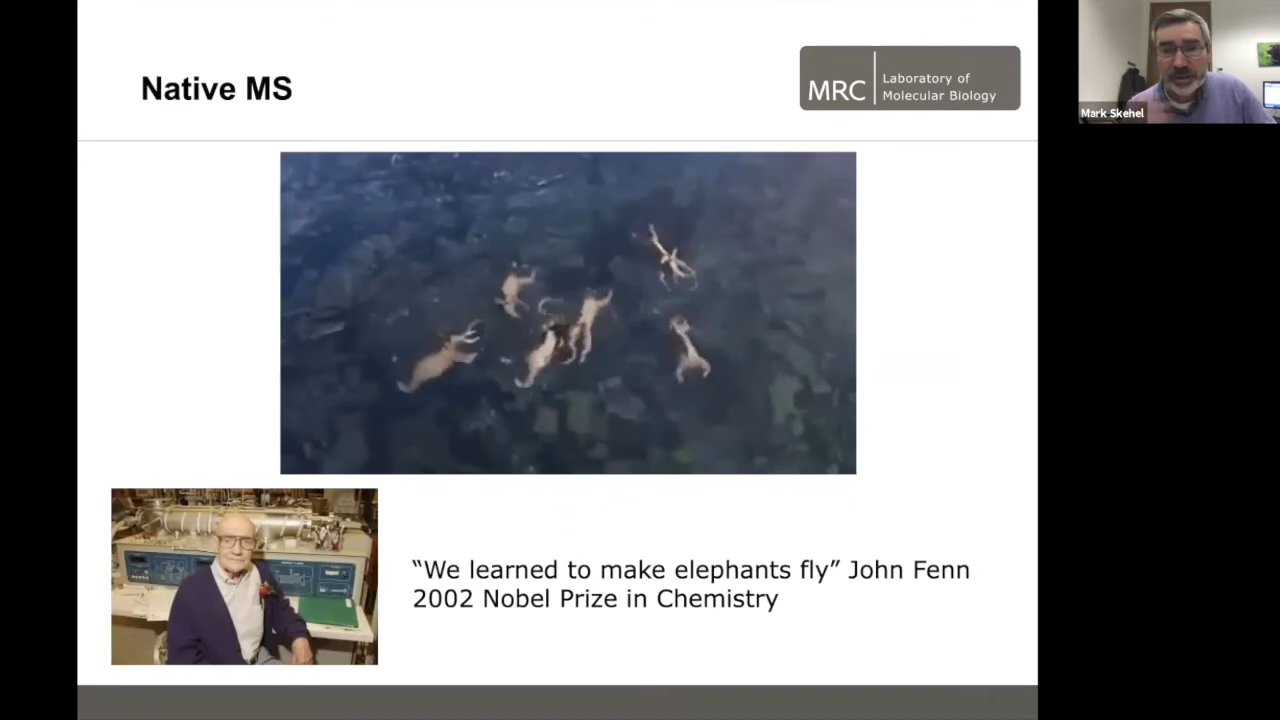 Native MS
MRC
Laboratory of
Molecular Biology
Mark Skehel
“We learned to make elephants fly” John Fenn
2002 Nobel Prize in Chemistry